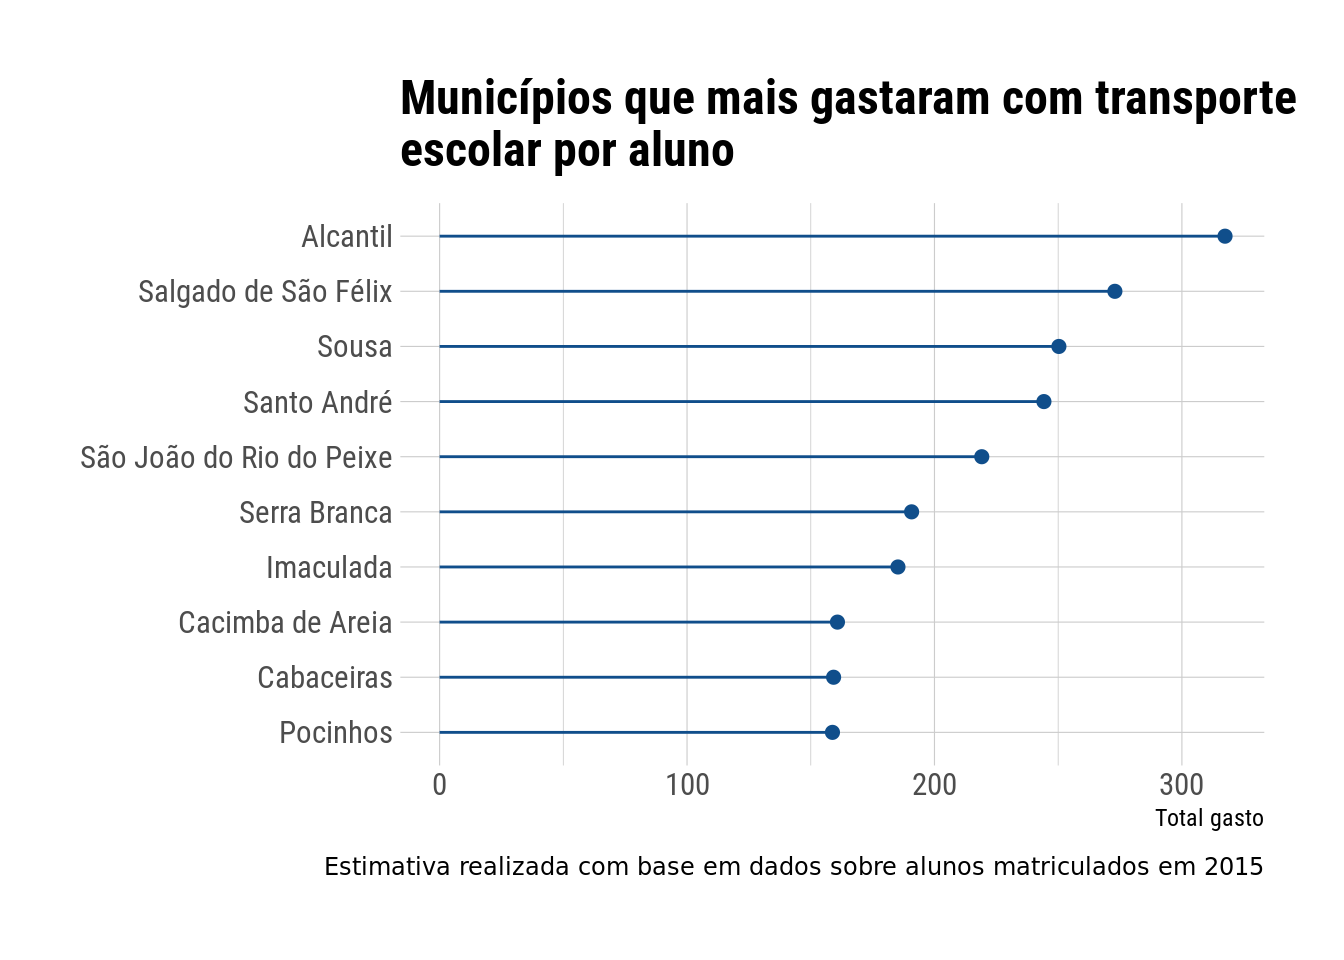 Municípios que mais gastaram com transporte
escolar por aluno
Alcantil
Salgado de São Félix
Sousa
Santo André
São João do Rio do Peixe
Serra Branca
Imaculada
Cacimba de Areia
Cabaceiras
Pocinhos
0 100 200 300
Total gasto
Estimativa realizada com base em dados sobre alunos matriculados em 2015